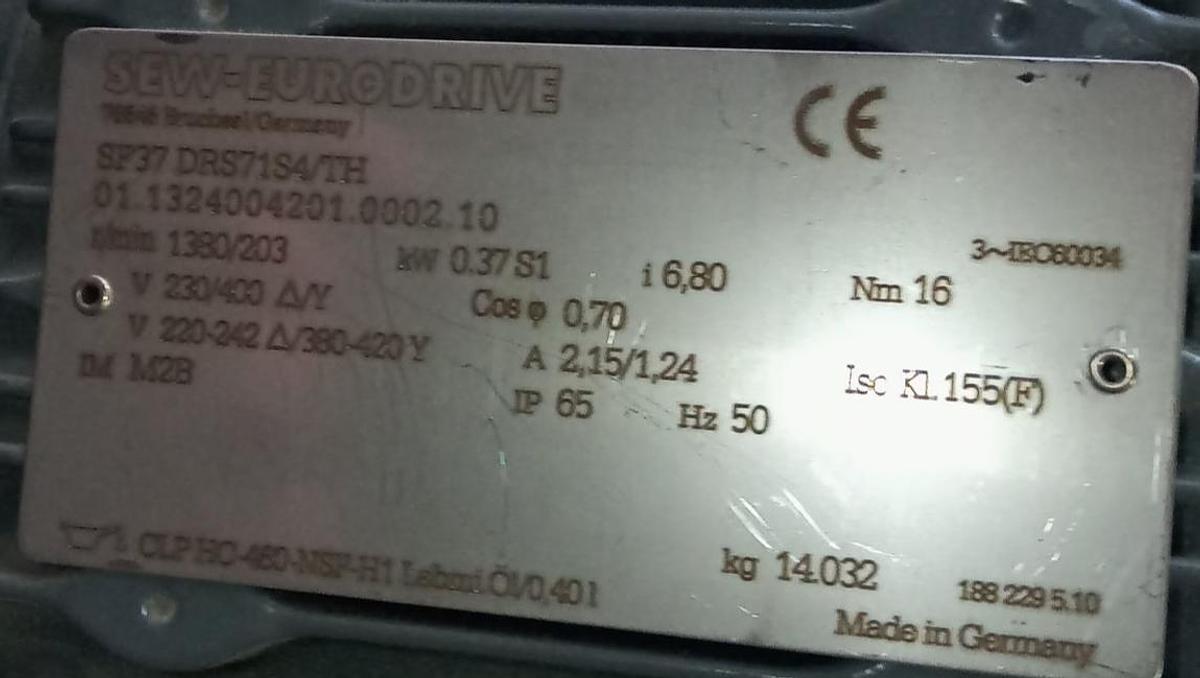 SEW-EURODRIVE
76646 Bruchsal/Germany
CE
SF37 DRS71S4/TH
01.1324004201.0002.10
3~IEC60034
r/min 1380/203 kW 0.37 S1 i 6,80 Nm 16
V 230/400 Δ/Y Cos φ 0,70
V 220-242 Δ/380-420 Y A 2,15/1,24 Iso Kl. 155(F)
IM M2B IP 65 Hz 50
CLP HC-460-NSF-H1 Lebmi.Öl/0,40 l kg 14.032 188 229 5.10
Made in Germany